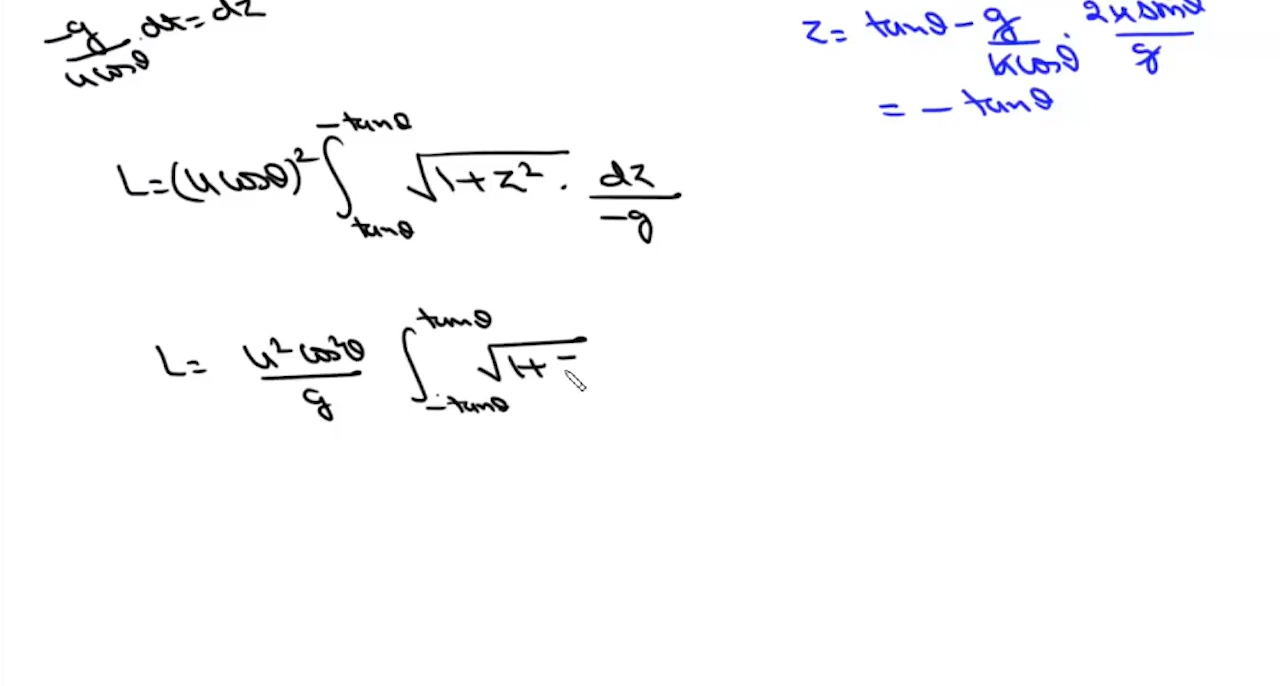 -g/(u cosθ) · dt = dz
z = tanθ - g/(u cosθ) · 2u sinθ/g
= - tanθ
L = (u cosθ)² ∫_{tanθ}^{-tanθ} √(1+z²) · dz/(-g)
L = u² cos²θ/g ∫_{-tanθ}^{tanθ} √(1+